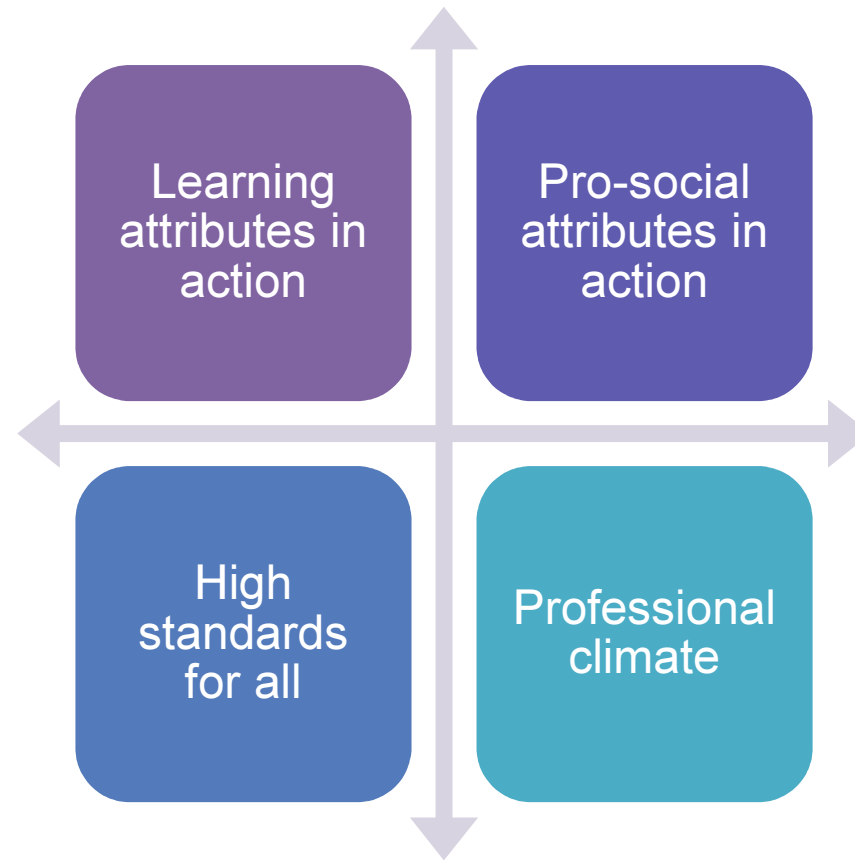 Learning
attributes in
action
Pro-social
attributes in
action
High
standards
for all
Professional
climate